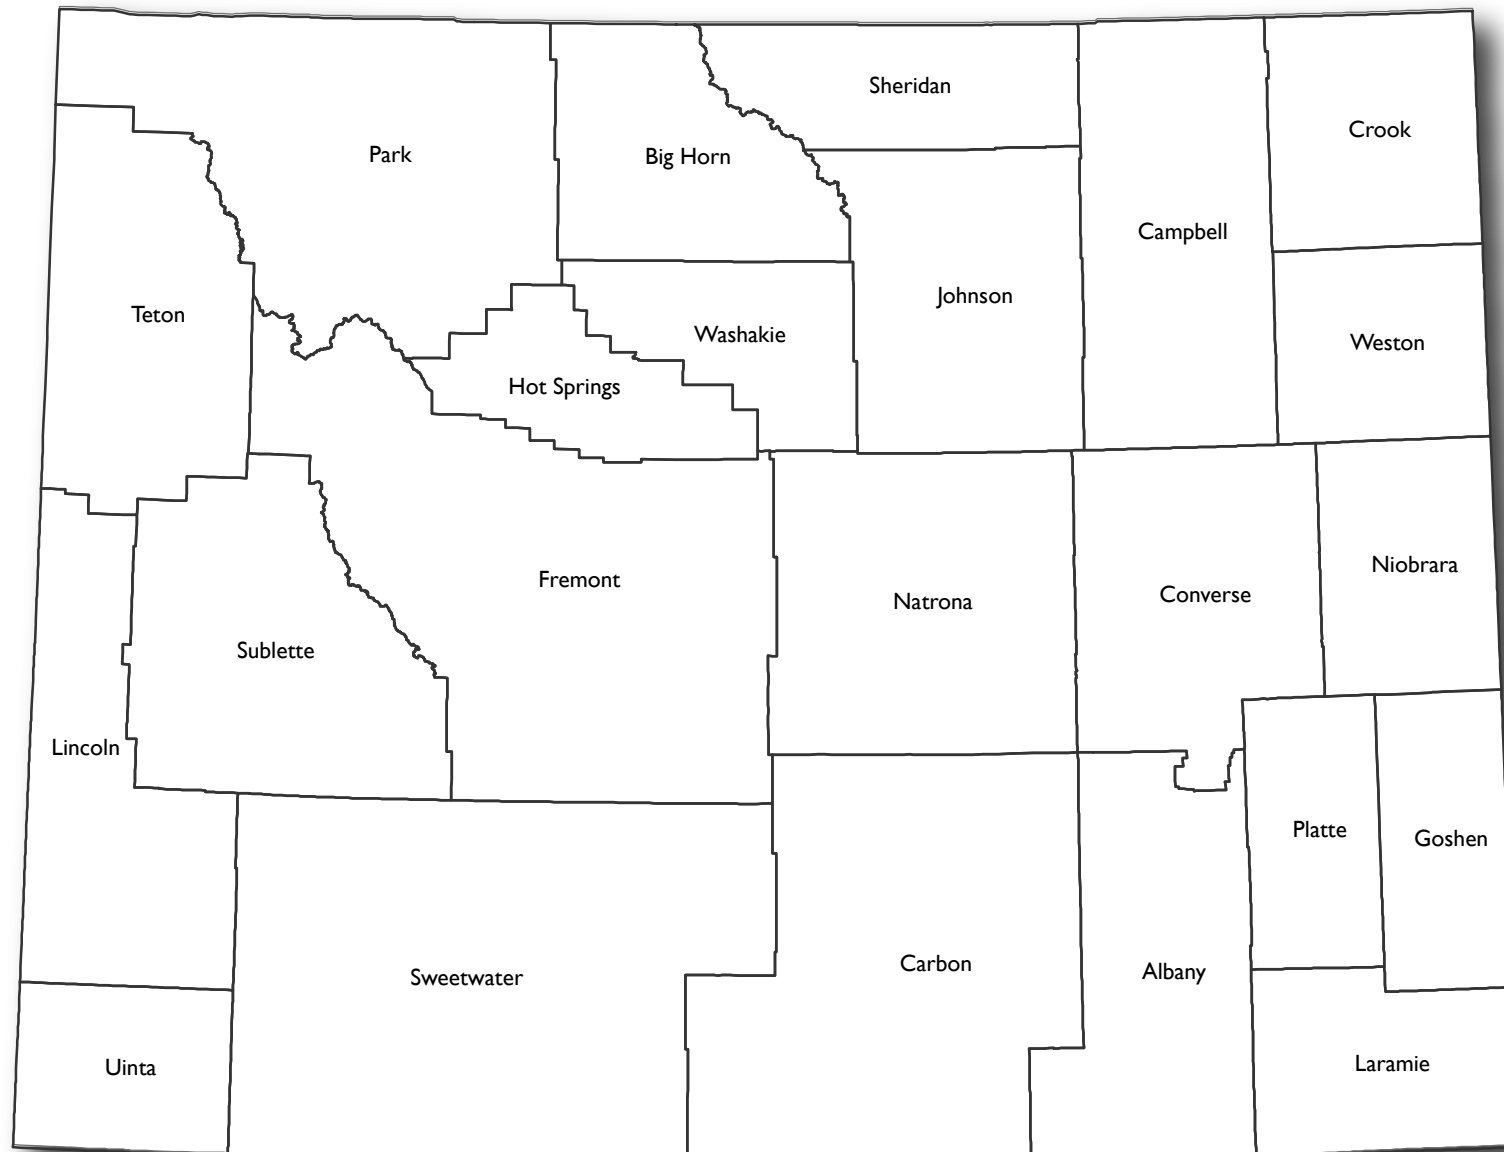 Sheridan
Crook
Park
Big Horn
Campbell
Johnson
Teton
Washakie
Weston
Hot Springs
Niobrara
Fremont
Converse
Natrona
Sublette
Lincoln
Platte
Goshen
Carbon
Albany
Sweetwater
Laramie
Uinta